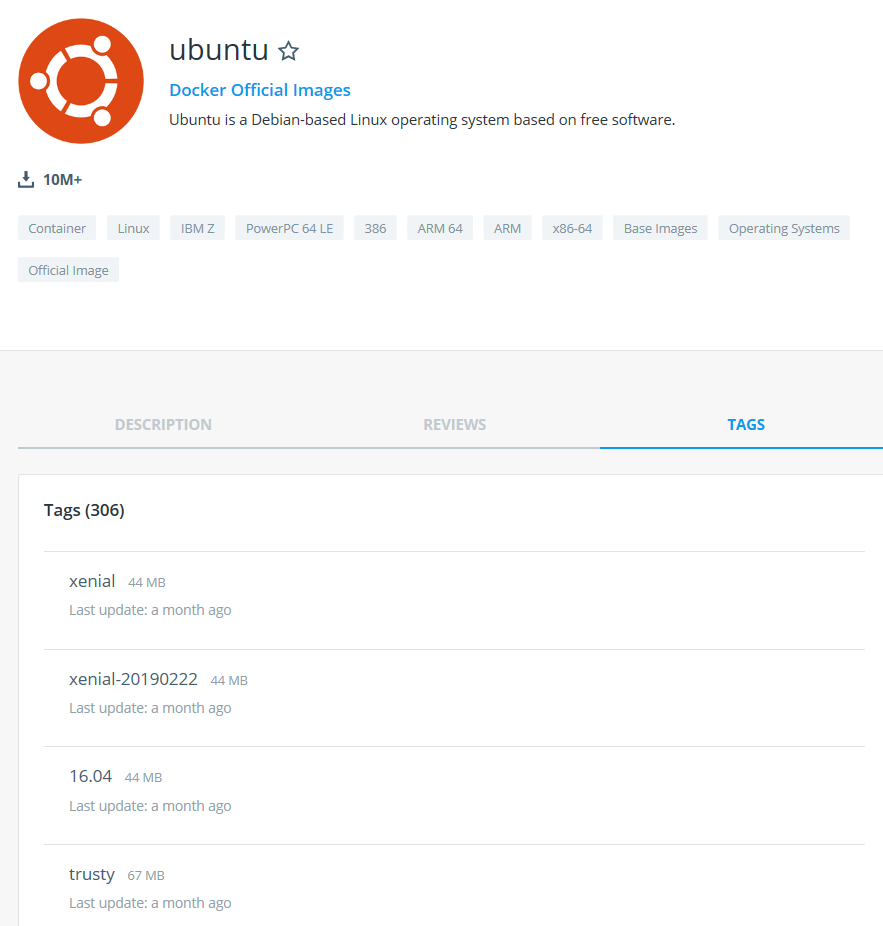 ubuntu
Docker Official Images
Ubuntu is a Debian-based Linux operating system based on free software.
10M+
Container Linux IBM Z PowerPC 64 LE 386 ARM 64 ARM x86-64 Base Images Operating Systems
Official Image
DESCRIPTION REVIEWS TAGS
Tags (306)
xenial 44 MB
Last update: a month ago
xenial-20190222 44 MB
Last update: a month ago
16.04 44 MB
Last update: a month ago
trusty 67 MB
Last update: a month ago